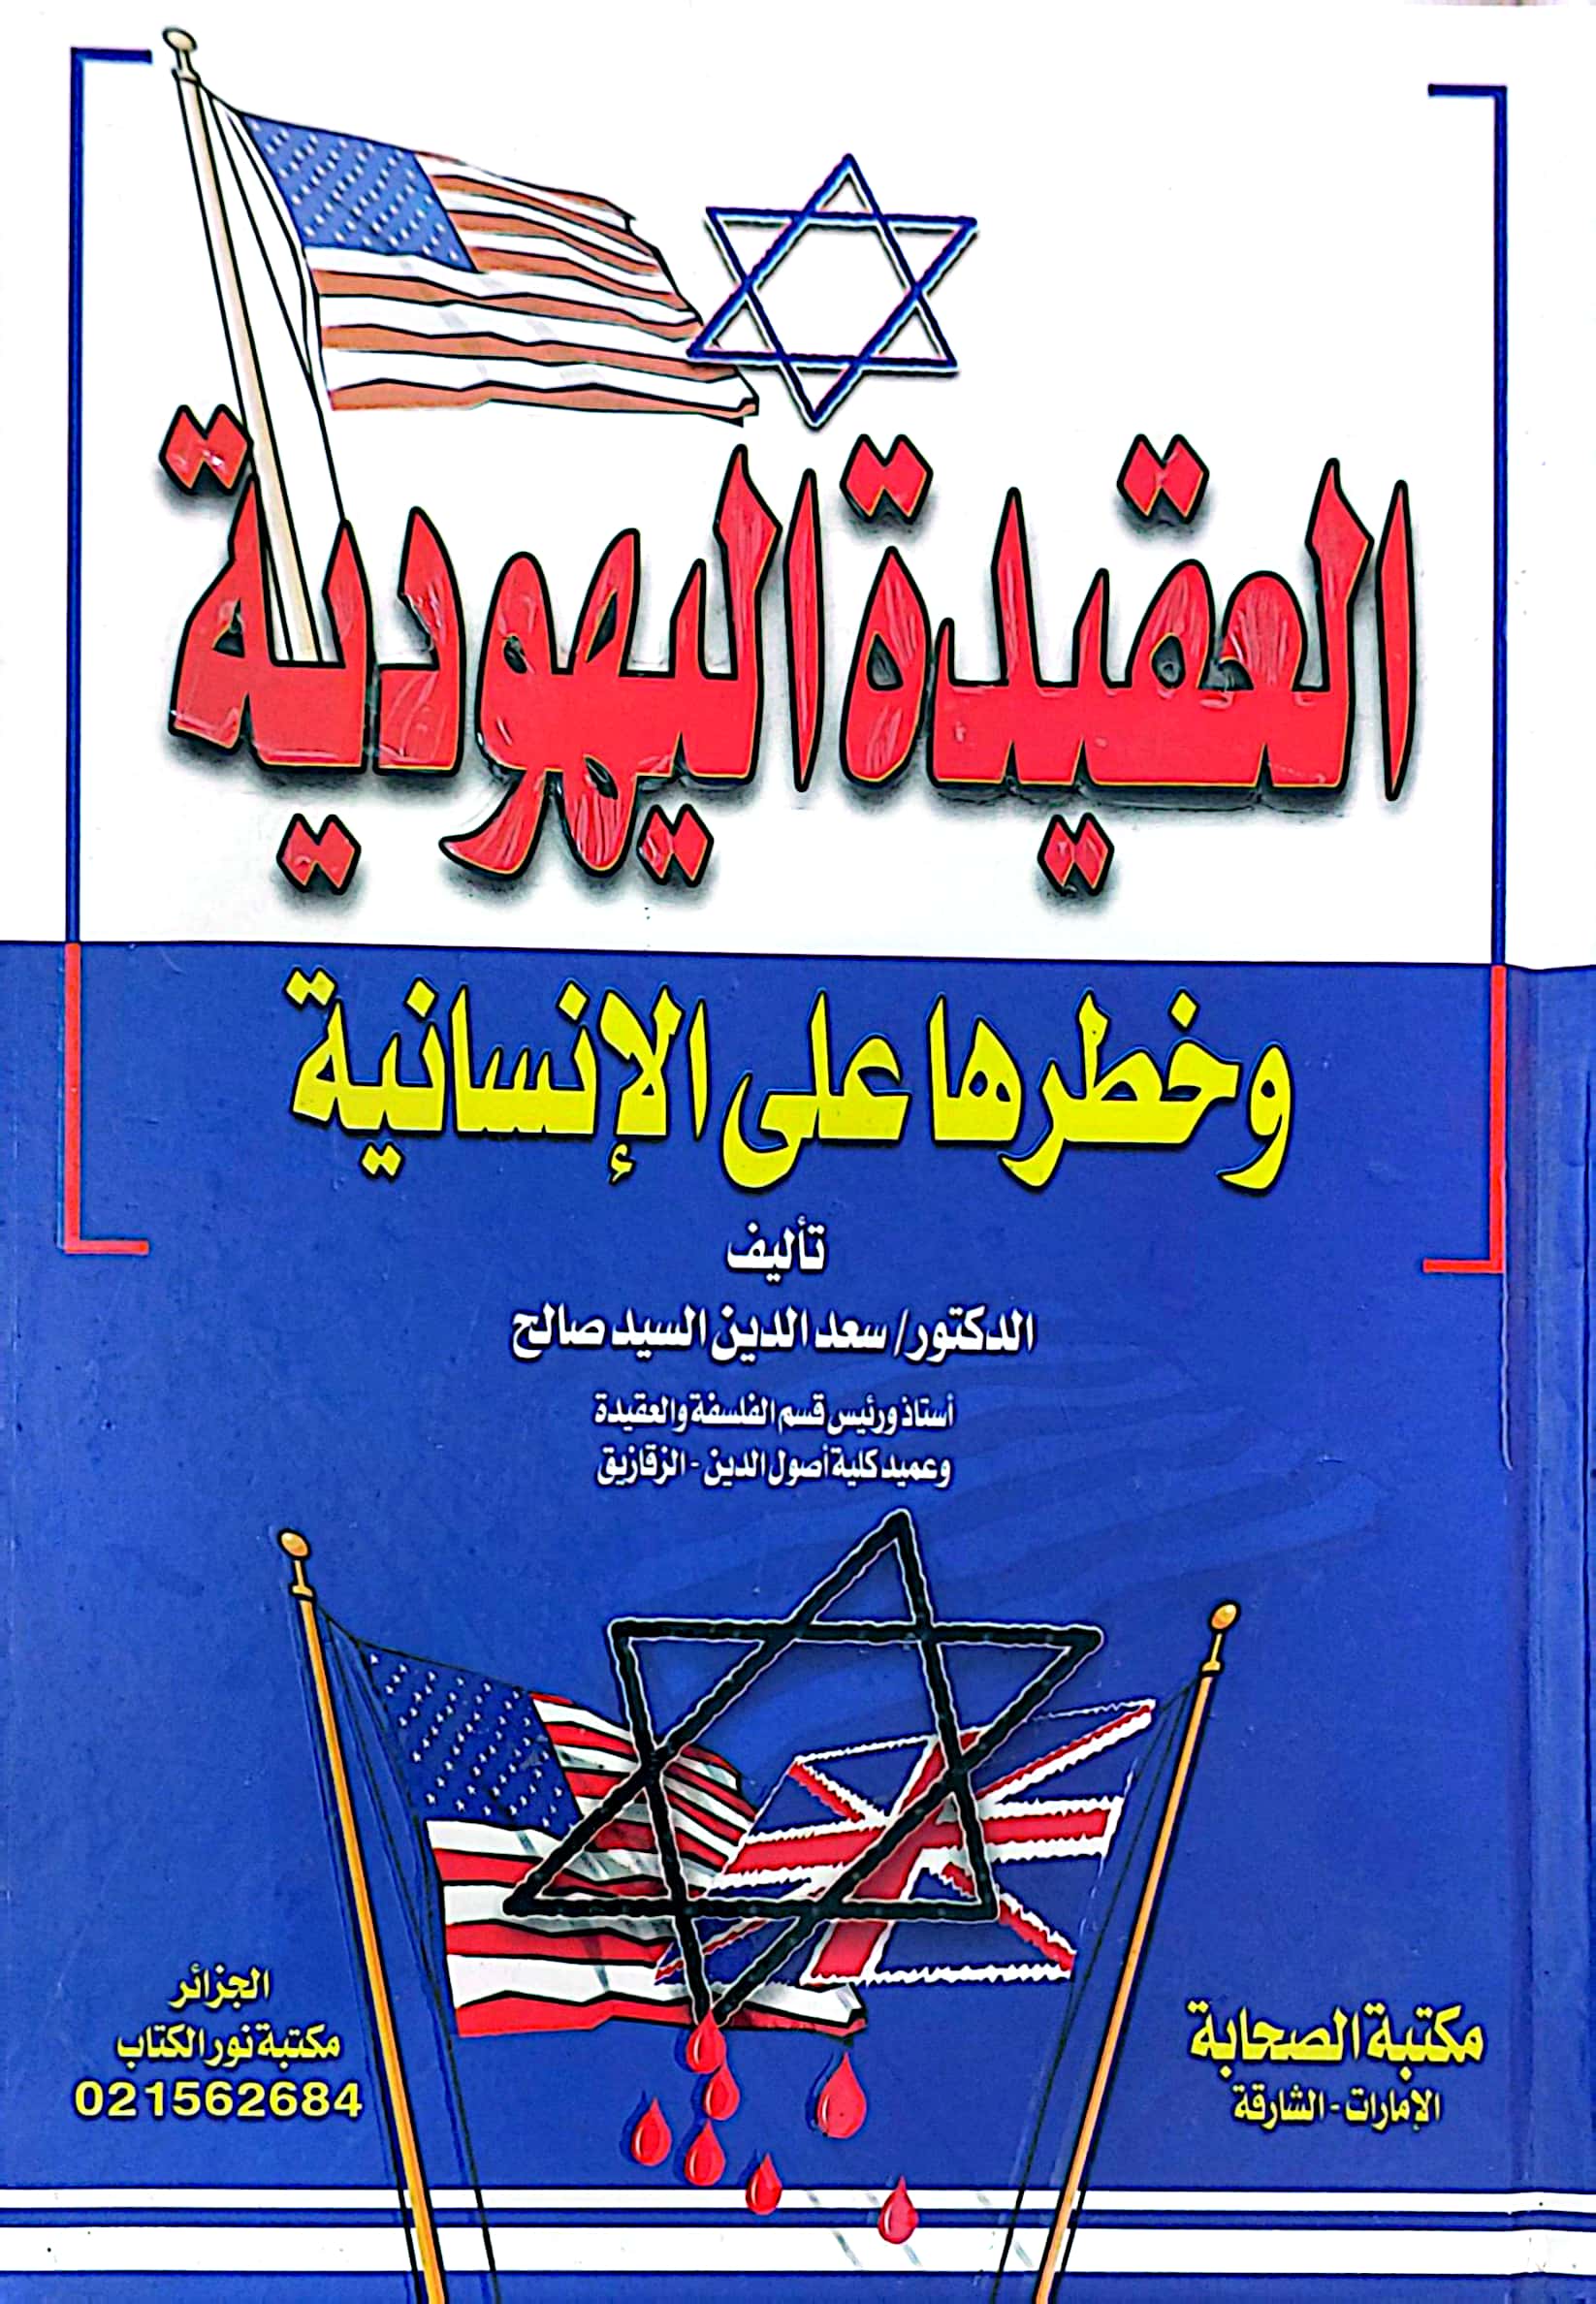 العقيدة اليهودية
وخطرها على الإنسانية
تأليف
الدكتور/ سعد الدين السيد صالح
أستاذ ورئيس قسم الفلسفة والعقيدة
وعميد كلية أصول الدين - الزقازيق
مكتبة الصحابة
الإمارات - الشارقة
الجزائر
مكتبة نور الكتاب
021562684